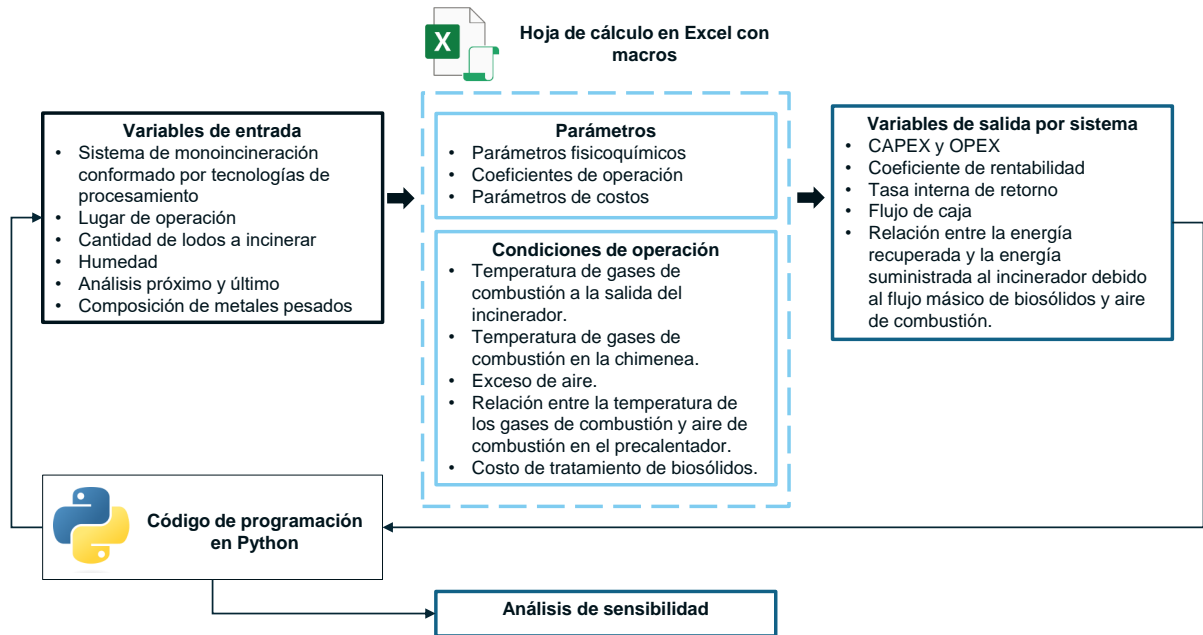 X
Hoja de cálculo en Excel con
macros
Variables de entrada
• Sistema de monoincineración
conformado por tecnologías de
procesamiento
• Lugar de operación
• Cantidad de lodos a incinerar
• Humedad
• Análisis próximo y último
• Composición de metales pesados
Parámetros
• Parámetros fisicoquímicos
• Coeficientes de operación
• Parámetros de costos
Condiciones de operación
• Temperatura de gases de
combustión a la salida del
incinerador.
• Temperatura de gases de
combustión en la chimenea.
• Exceso de aire.
• Relación entre la temperatura de
los gases de combustión y aire de
combustión en el precalentador.
• Costo de tratamiento de biosólidos.
Variables de salida por sistema
• CAPEX y OPEX
• Coeficiente de rentabilidad
• Tasa interna de retorno
• Flujo de caja
• Relación entre la energía
recuperada y la energía
suministrada al incinerador debido
al flujo másico de biosólidos y aire
de combustión.
Código de programación
en Python
Análisis de sensibilidad